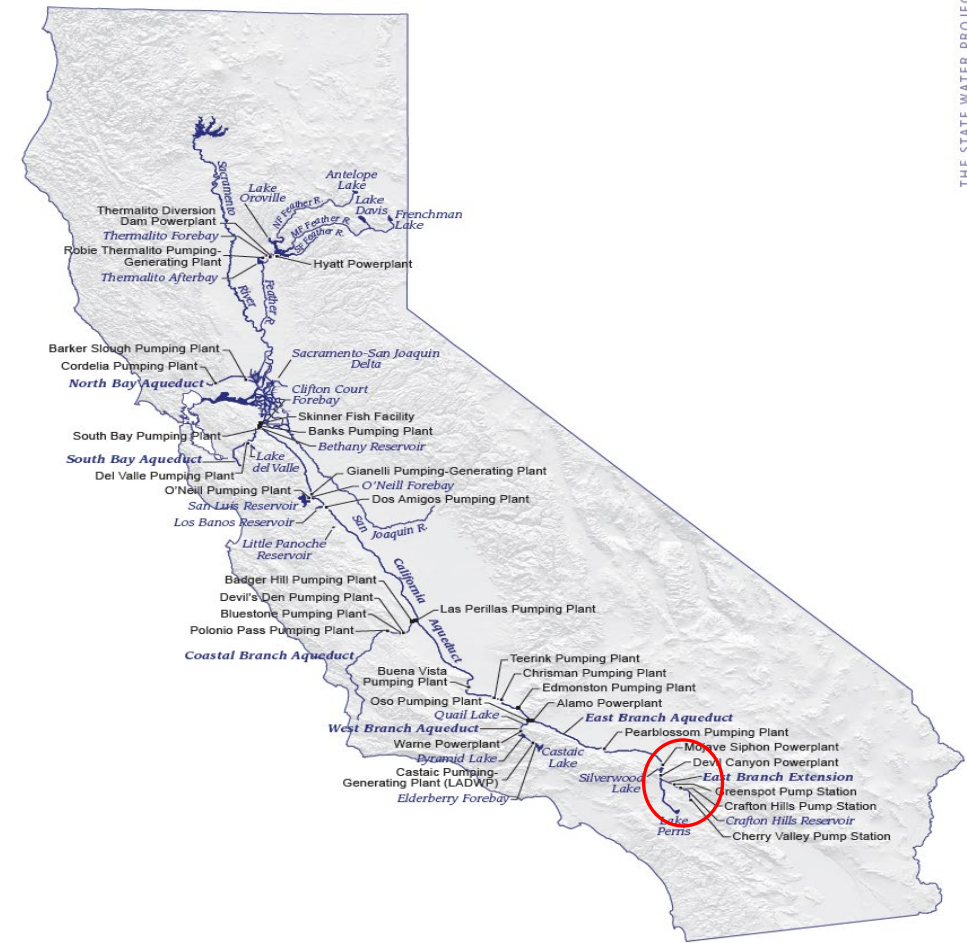 THE STATE WATER PROJEC
Sacramento
River
Lake
Oroville
Antelope
Lake
Lake
Davis
Frenchman
Lake
NF Feather R.
MF Feather R.
SF Feather R.
Thermalito Diversion
Dam Powerplant
Thermalito Forebay
Robie Thermalito Pumping-
Generating Plant
Thermalito Afterbay
Hyatt Powerplant
Feather R.
Barker Slough Pumping Plant
Cordelia Pumping Plant
North Bay Aqueduct
Sacramento-San Joaquin
Delta
Clifton Court
Forebay
Skinner Fish Facility
Banks Pumping Plant
Bethany Reservoir
South Bay Pumping Plant
South Bay Aqueduct
Lake
del Valle
Del Valle Pumping Plant
Gianelli Pumping-Generating Plant
O'Neill Pumping Plant
O'Neill Forebay
San Luis Reservoir
Dos Amigos Pumping Plant
Los Banos Reservoir
San
Joaquin R.
Little Panoche
Reservoir
California
Aqueduct
Badger Hill Pumping Plant
Devil's Den Pumping Plant
Bluestone Pumping Plant
Polonio Pass Pumping Plant
Las Perillas Pumping Plant
Coastal Branch Aqueduct
Buena Vista
Pumping Plant
Teerink Pumping Plant
Chrisman Pumping Plant
Edmonston Pumping Plant
Oso Pumping Plant
Alamo Powerplant
Quail Lake
East Branch Aqueduct
West Branch Aqueduct
Pearblossom Pumping Plant
Warne Powerplant
Mojave Siphon Powerplant
Pyramid Lake
Castaic
Lake
Devil Canyon Powerplant
Castaic Pumping-
Generating Plant (LADWP)
Silverwood
Lake
East Branch Extension
Greenspot Pump Station
Elderberry Forebay
Crafton Hills Pump Station
Lake
Perris
Crafton Hills Reservoir
Cherry Valley Pump Station